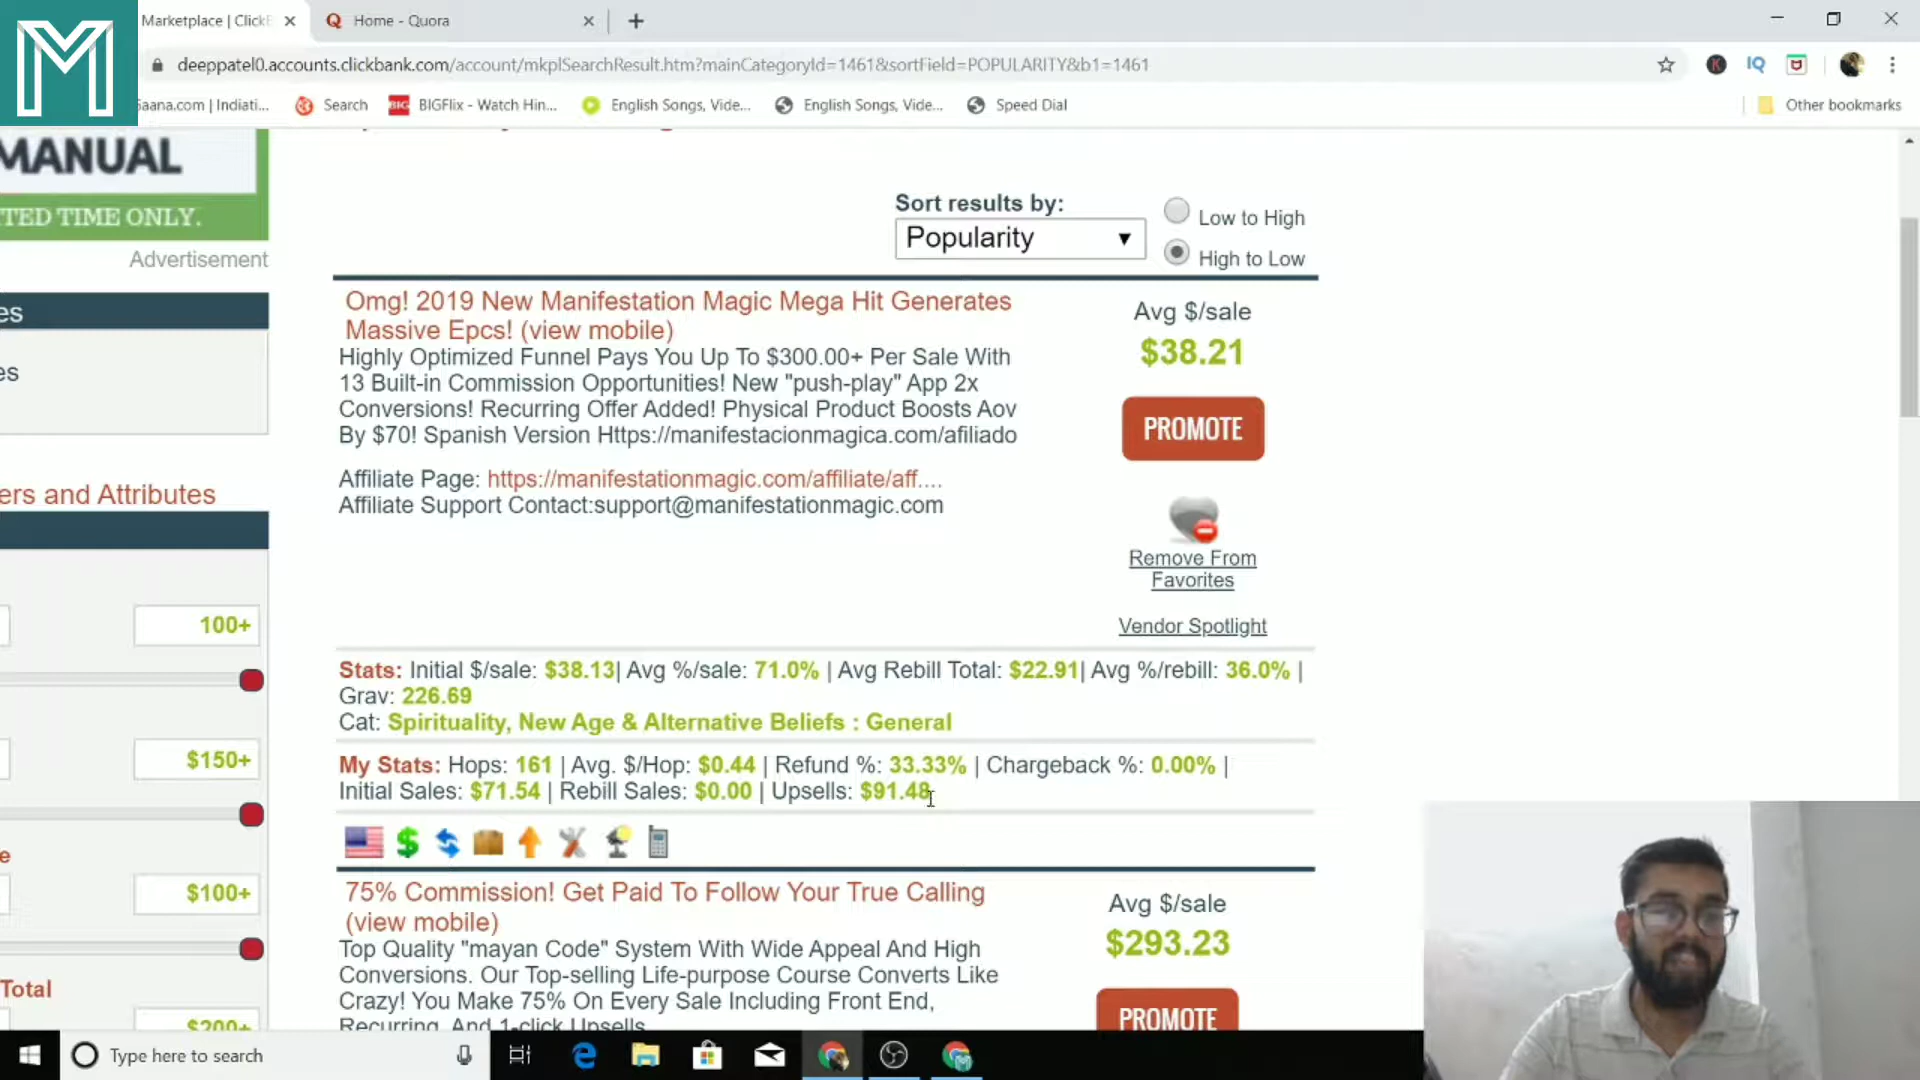 M
Marketplace | ClickB
Home - Quora
deeppatel0.accounts.clickbank.com/account/mkplSearchResult.htm?mainCategoryId=1461&sortField=POPULARITY&b1=1461
Gaana.com | Indiati...
Search
BIG
BIGFlix - Watch Hin...
English Songs, Vide...
English Songs, Vide...
Speed Dial
Other bookmarks
MANUAL
TED TIME ONLY.
Advertisement
es
es
ers and Attributes
100+
$150+
e
$100+
Total
$200+
Sort results by:
Popularity
Low to High
High to Low
Omg! 2019 New Manifestation Magic Mega Hit Generates
Massive Epcs! (view mobile)
Highly Optimized Funnel Pays You Up To $300.00+ Per Sale With
13 Built-in Commission Opportunities! New "push-play" App 2x
Conversions! Recurring Offer Added! Physical Product Boosts Aov
By $70! Spanish Version Https://manifestacionmagica.com/afiliado
Affiliate Page: https://manifestationmagic.com/affiliate/aff....
Affiliate Support Contact:support@manifestationmagic.com
Avg $/sale
$38.21
PROMOTE
Remove From
Favorites
Vendor Spotlight
Stats: Initial $/sale: $38.13| Avg %/sale: 71.0% | Avg Rebill Total: $22.91| Avg %/rebill: 36.0% |
Grav: 226.69
Cat: Spirituality, New Age & Alternative Beliefs : General
My Stats: Hops: 161 | Avg. $/Hop: $0.44 | Refund %: 33.33% | Chargeback %: 0.00% |
Initial Sales: $71.54 | Rebill Sales: $0.00 | Upsells: $91.48
75% Commission! Get Paid To Follow Your True Calling
(view mobile)
Top Quality "mayan Code" System With Wide Appeal And High
Conversions. Our Top-selling Life-purpose Course Converts Like
Crazy! You Make 75% On Every Sale Including Front End,
Recurring, And 1-click Upsells
Avg $/sale
$293.23
PROMOTE
Type here to search